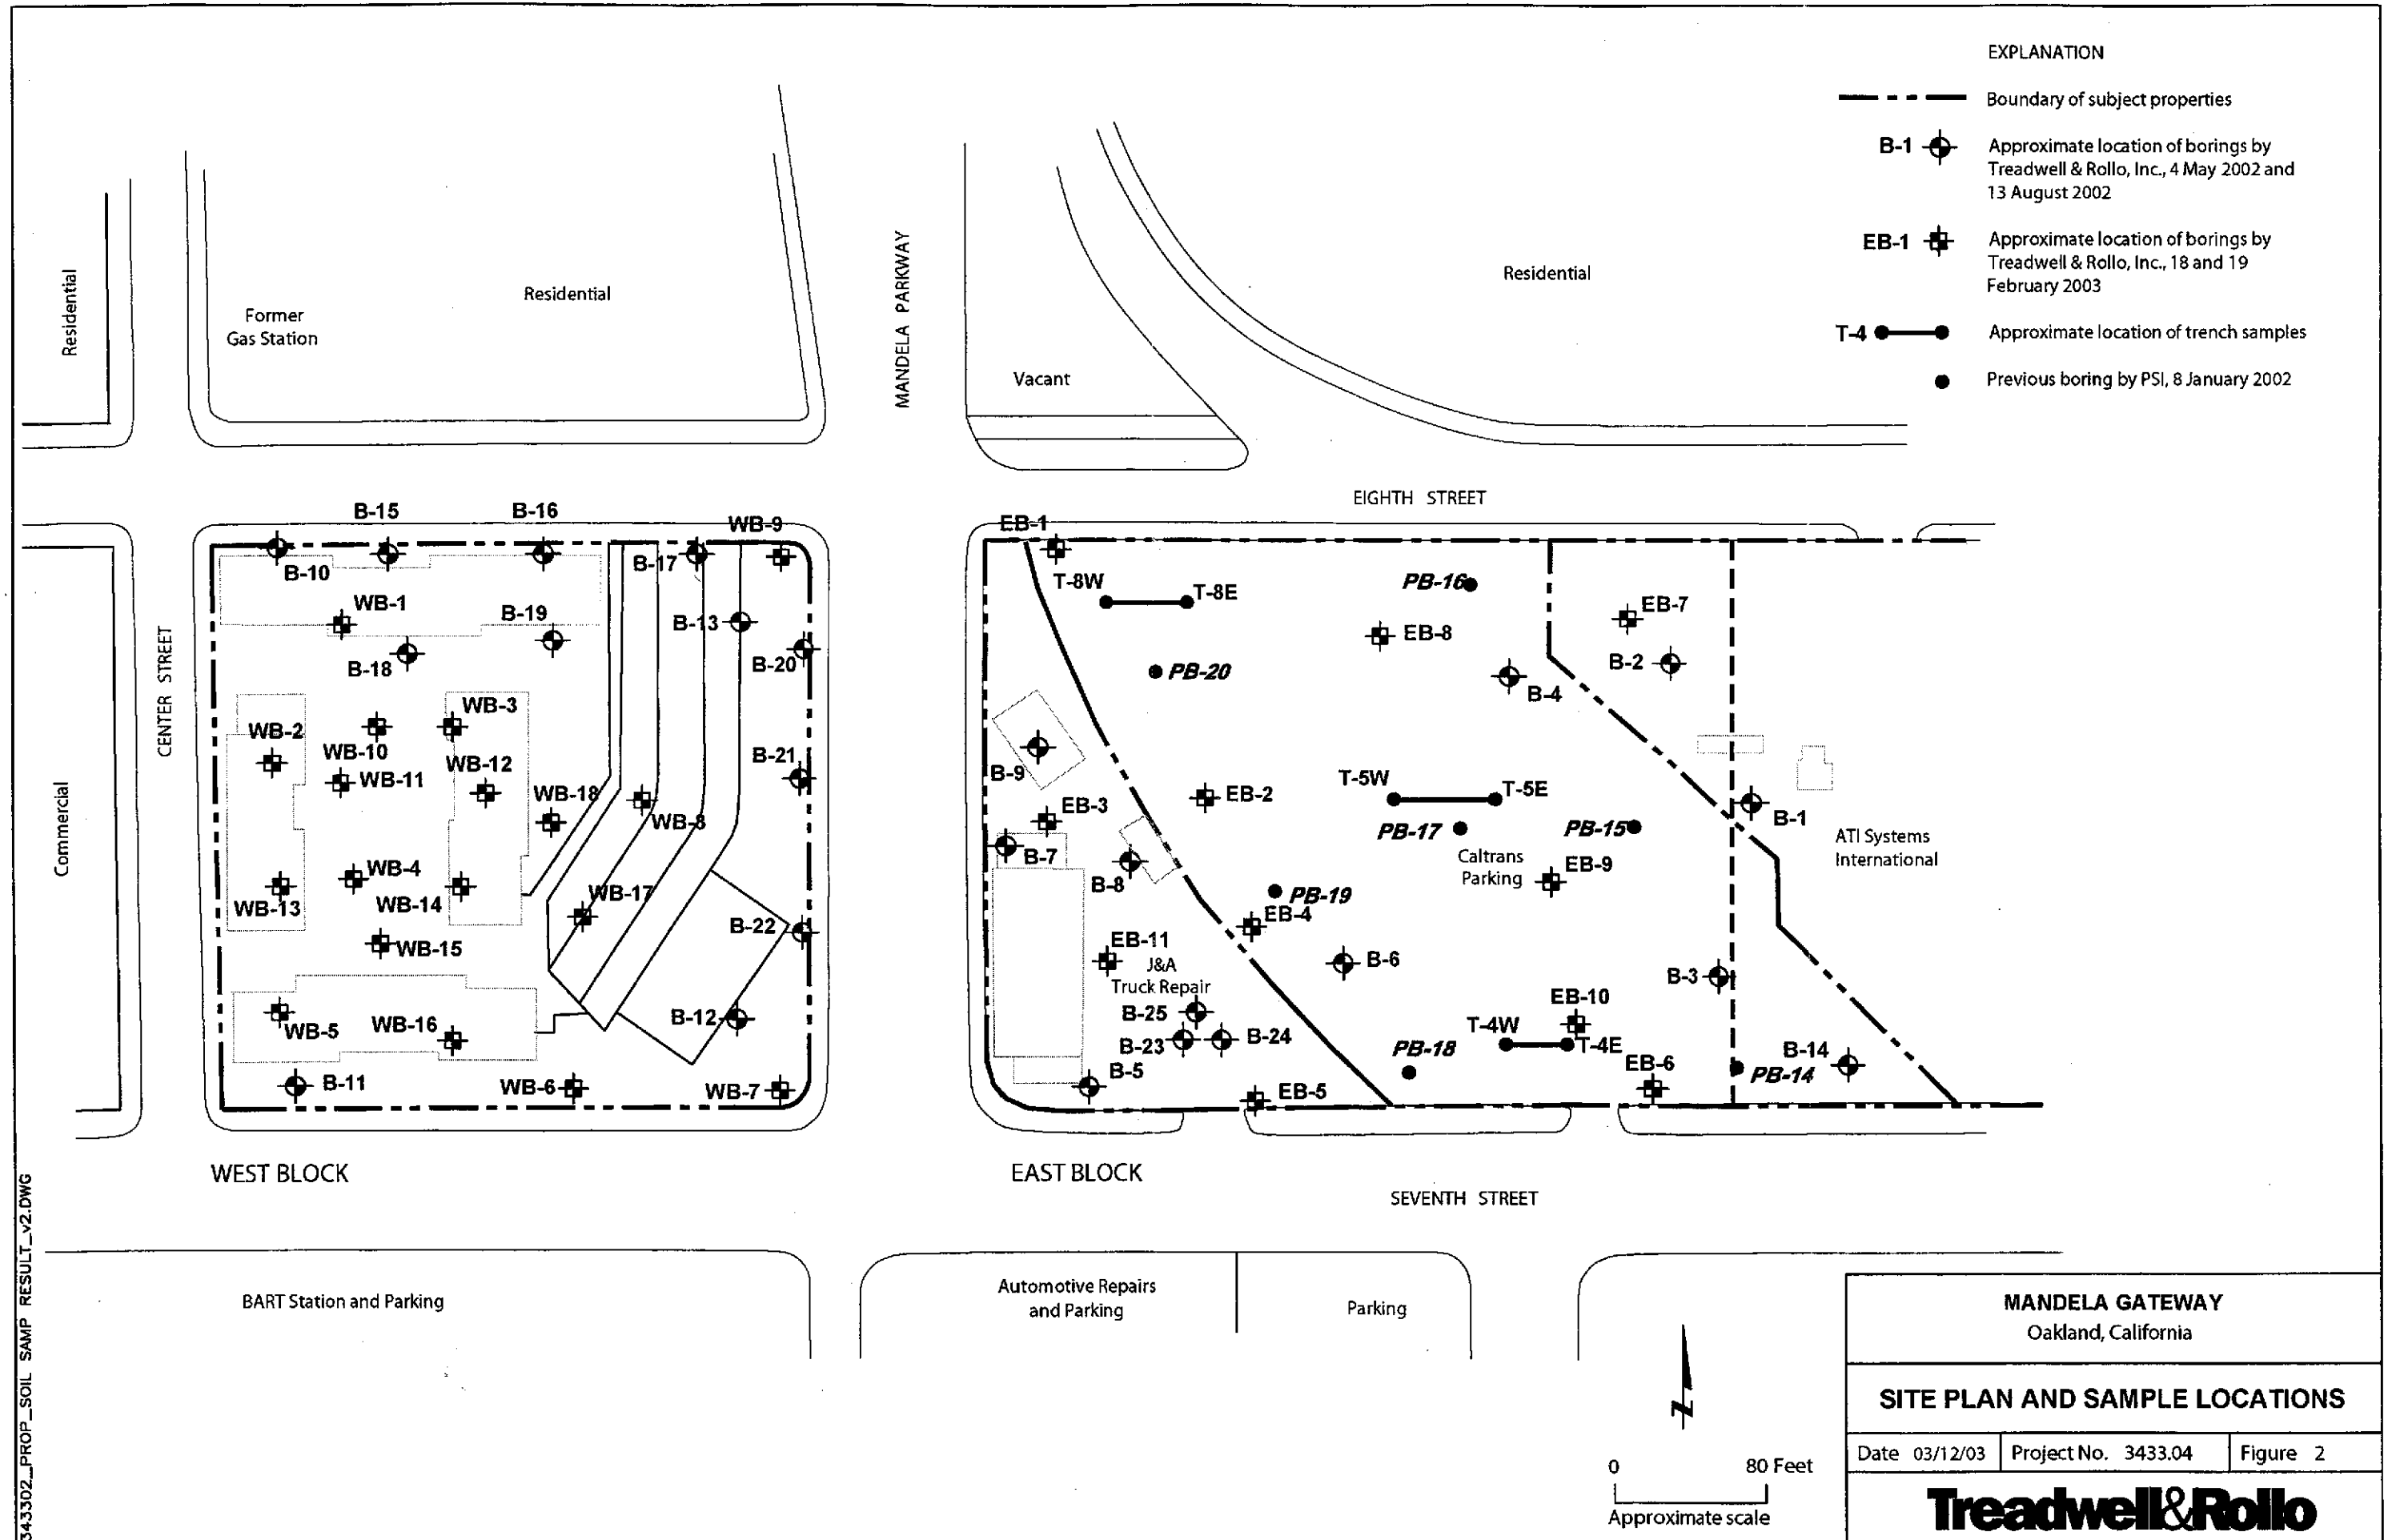 EXPLANATION
Boundary of subject properties
B-1
Approximate location of borings by
Treadwell & Rollo, Inc., 4 May 2002 and
13 August 2002
EB-1
Approximate location of borings by
Treadwell & Rollo, Inc., 18 and 19
February 2003
T-4
Approximate location of trench samples
Previous boring by PSI, 8 January 2002
Residential
Former
Gas Station
Residential
MANDELA PARKWAY
Vacant
Residential
EIGHTH STREET
CENTER STREET
Commercial
B-15
B-16
WB-9
B-10
B-17
WB-1
B-19
B-13
B-18
B-20
WB-3
WB-2
WB-10
WB-12
B-21
WB-11
WB-18
WB-8
WB-4
WB-17
WB-13
WB-14
B-22
WB-15
WB-5
WB-16
B-12
B-11
WB-6
WB-7
EB-1
T-8W
T-8E
PB-16
EB-7
EB-8
B-2
PB-20
B-4
B-9
T-5W
T-5E
EB-2
EB-3
B-1
PB-17
PB-15
ATI Systems
International
B-7
Caltrans
Parking
EB-9
B-8
PB-19
EB-4
EB-11
J&A
Truck Repair
B-6
B-3
EB-10
B-25
T-4W
B-23
B-24
T-4E
PB-18
B-14
EB-6
PB-14
B-5
EB-5
WEST BLOCK
EAST BLOCK
SEVENTH STREET
BART Station and Parking
Automotive Repairs
and Parking
Parking
N
0 80 Feet
Approximate scale
MANDELA GATEWAY
Oakland, California
SITE PLAN AND SAMPLE LOCATIONS
Date 03/12/03 Project No. 3433.04 Figure 2
Treadwell&Rollo
343302_PROP_SOIL SAMP RESULT_v2.DWG